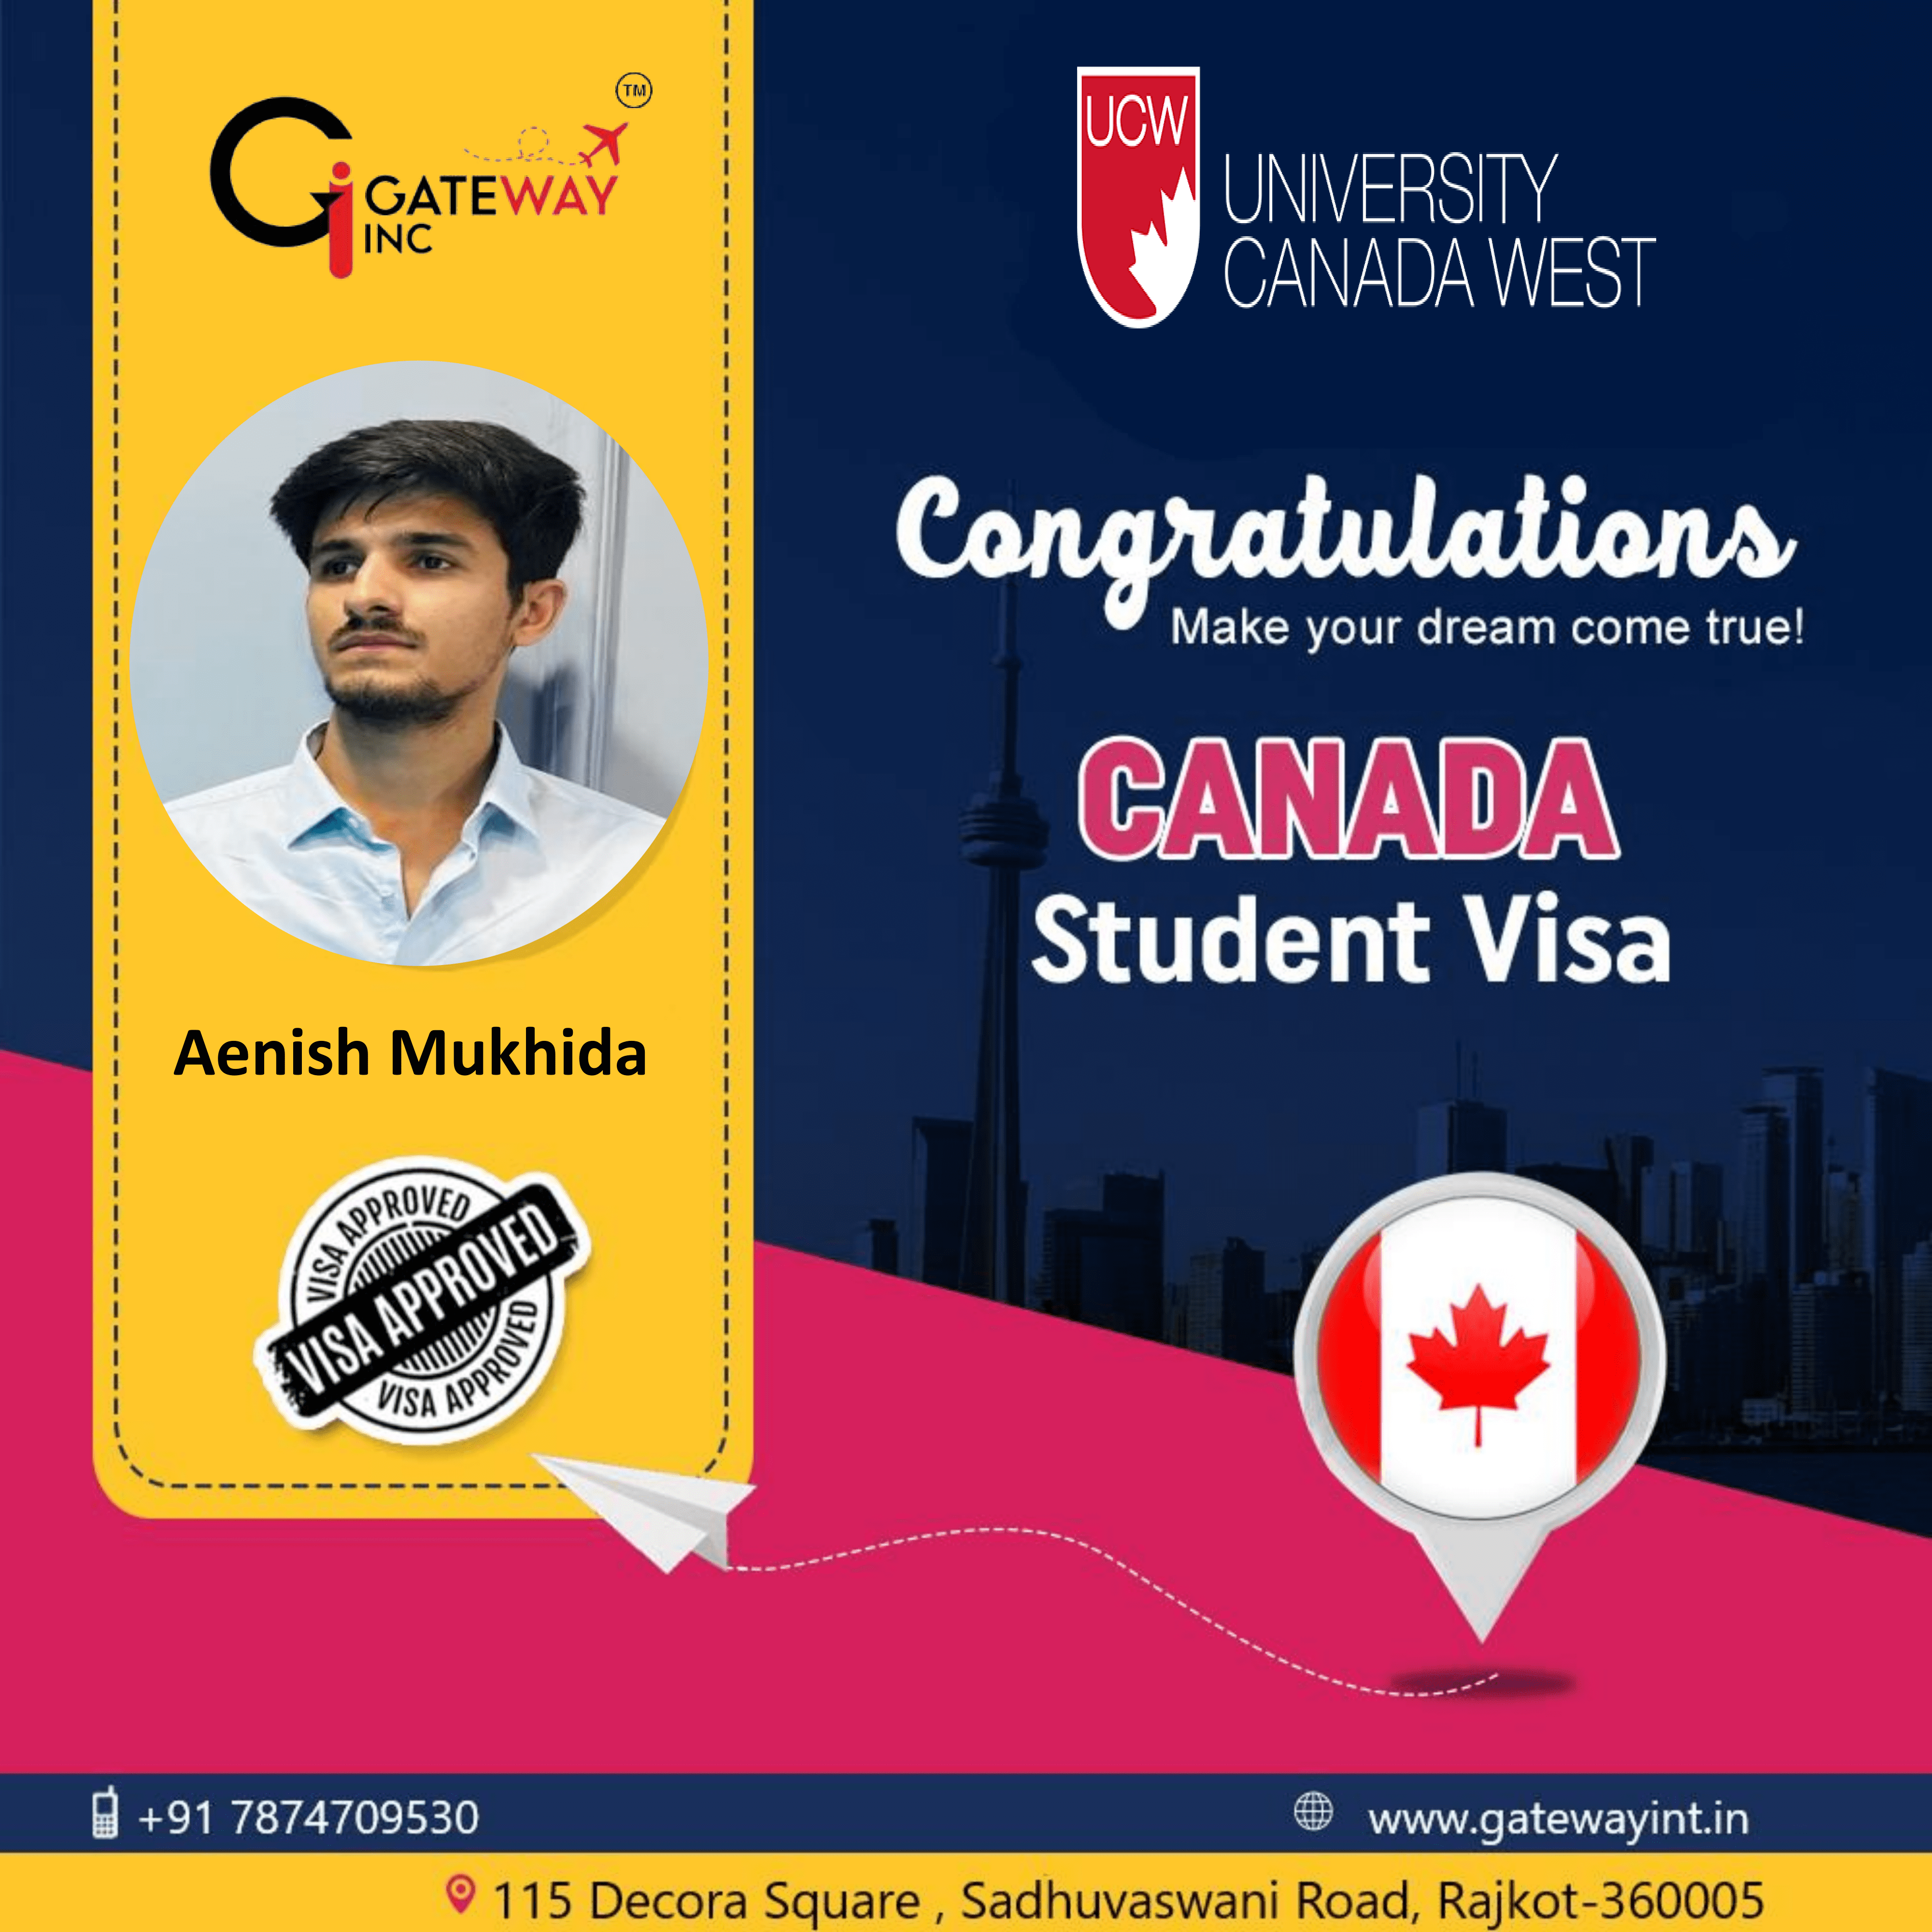 TM
Gi GATEWAY
INC
UCW
UNIVERSITY
CANADA WEST
Congratulations
Make your dream come true!
CANADA
Student Visa
Aenish Mukhida
VISA APPROVED
VISA APPROVED
VISA APPROVED
+91 7874709530
www.gatewayint.in
115 Decora Square , Sadhuvaswani Road, Rajkot-360005